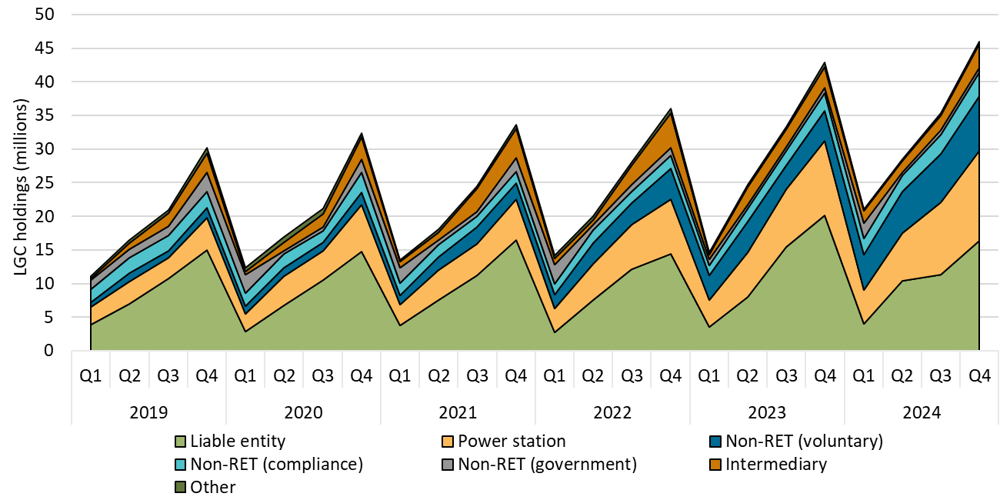 LGC holdings (millions)
50
45
40
35
30
25
20
15
10
5
0
Q1 Q2 Q3 Q4 Q1 Q2 Q3 Q4 Q1 Q2 Q3 Q4 Q1 Q2 Q3 Q4 Q1 Q2 Q3 Q4 Q1 Q2 Q3 Q4
2019 2020 2021 2022 2023 2024
Liable entity Power station Non-RET (voluntary)
Non-RET (compliance) Non-RET (government) Intermediary
Other